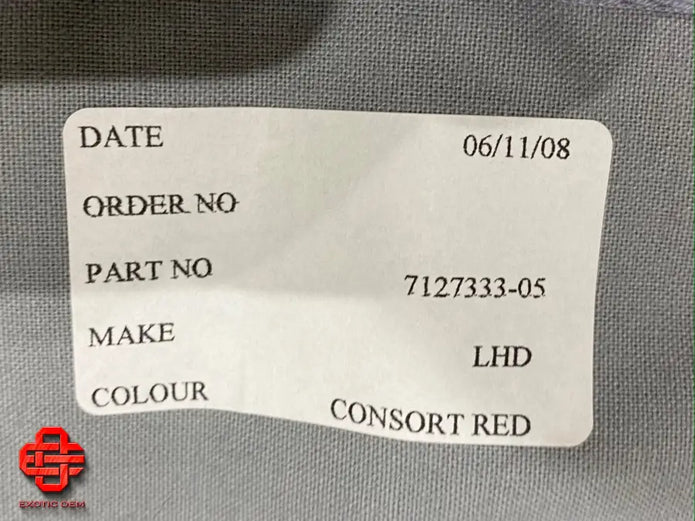 DATE 06/11/08
ORDER NO
PART NO 7127333-05
MAKE LHD
COLOUR CONSORT RED
EXOTIC OEM